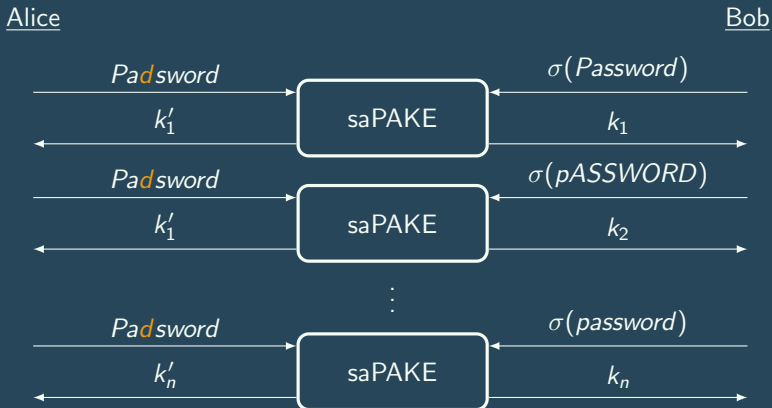 Alice Bob
Padsword σ(Password)
saPAKE
k′₁ k₁
Padsword σ(pASSWORD)
saPAKE
k′₁ k₂
⋮
Padsword σ(password)
saPAKE
k′ₙ kₙ